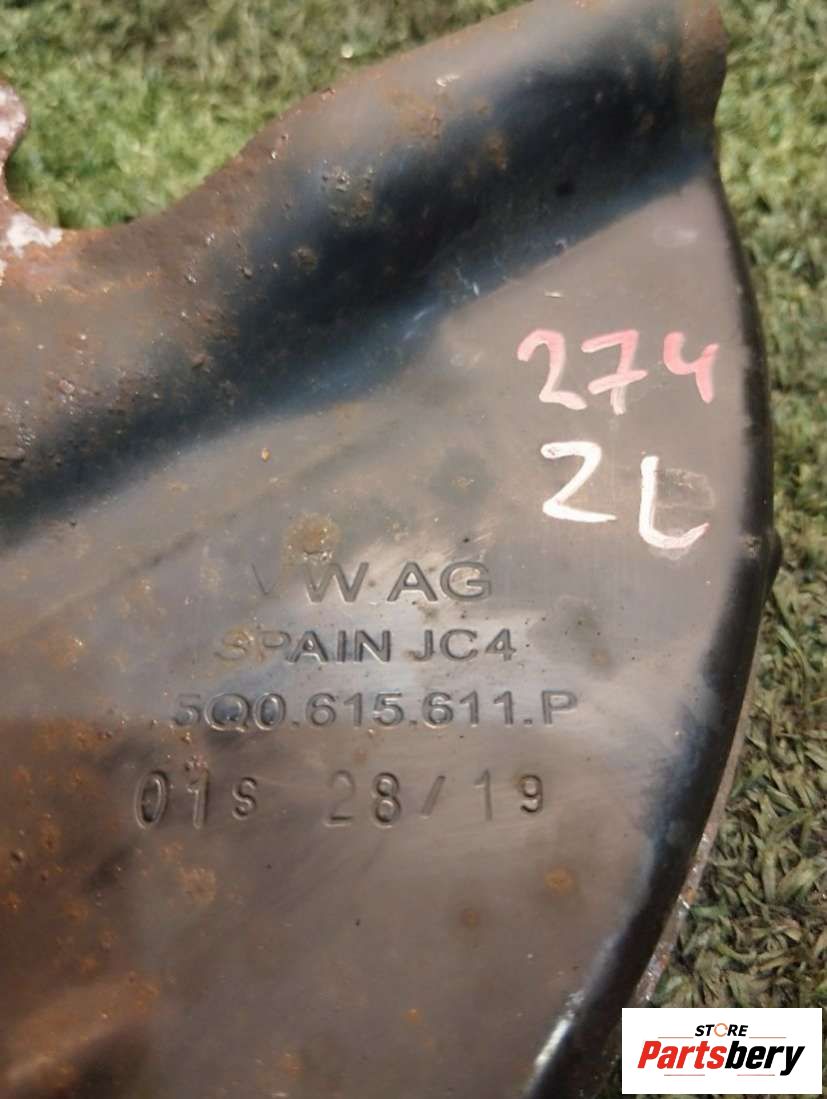 274
2L
VW AG
SPAIN JC4
5Q0.615.611.P
01s 28/19
STORE
Partsbery